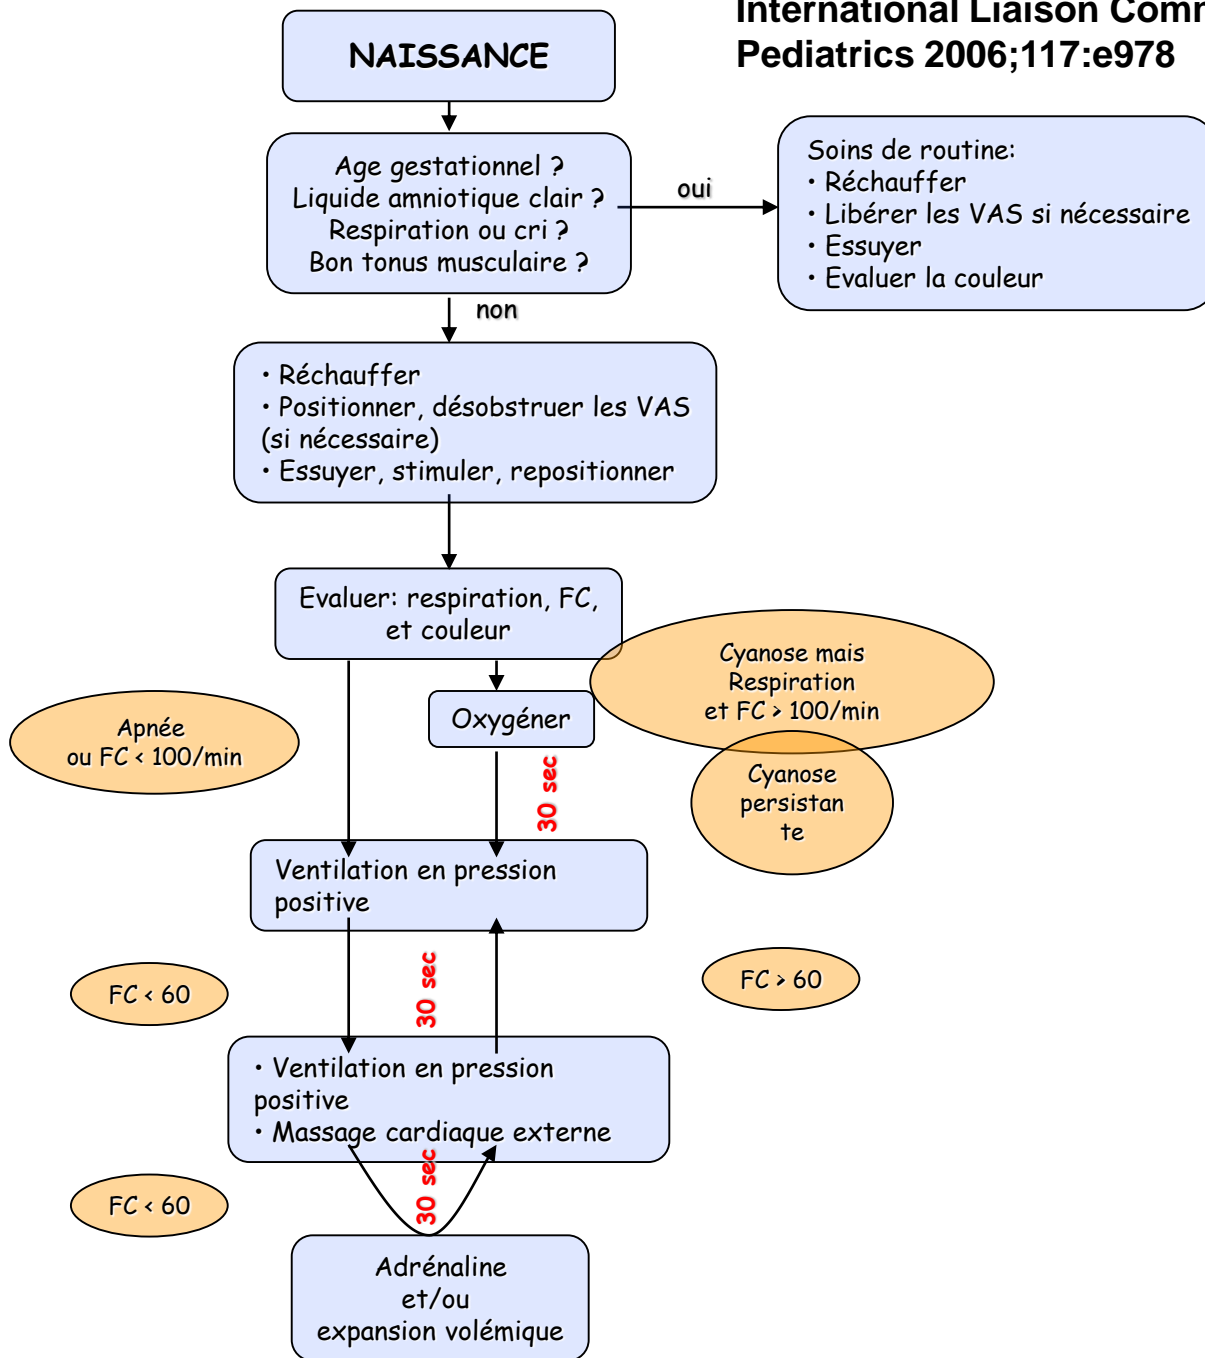 International Liaison Comm
Pediatrics 2006;117:e978
NAISSANCE
Age gestationnel ?
Liquide amniotique clair ?
Respiration ou cri ?
Bon tonus musculaire ?
oui
Soins de routine:
• Réchauffer
• Libérer les VAS si nécessaire
• Essuyer
• Evaluer la couleur
non
• Réchauffer
• Positionner, désobstruer les VAS
(si nécessaire)
• Essuyer, stimuler, repositionner
Evaluer: respiration, FC,
et couleur
Cyanose mais
Respiration
et FC > 100/min
Apnée
ou FC < 100/min
Oxygéner
30 sec
Cyanose
persistan
te
Ventilation en pression
positive
FC < 60
30 sec
FC > 60
• Ventilation en pression
positive
• Massage cardiaque externe
FC < 60
30 sec
Adrénaline
et/ou
expansion volémique